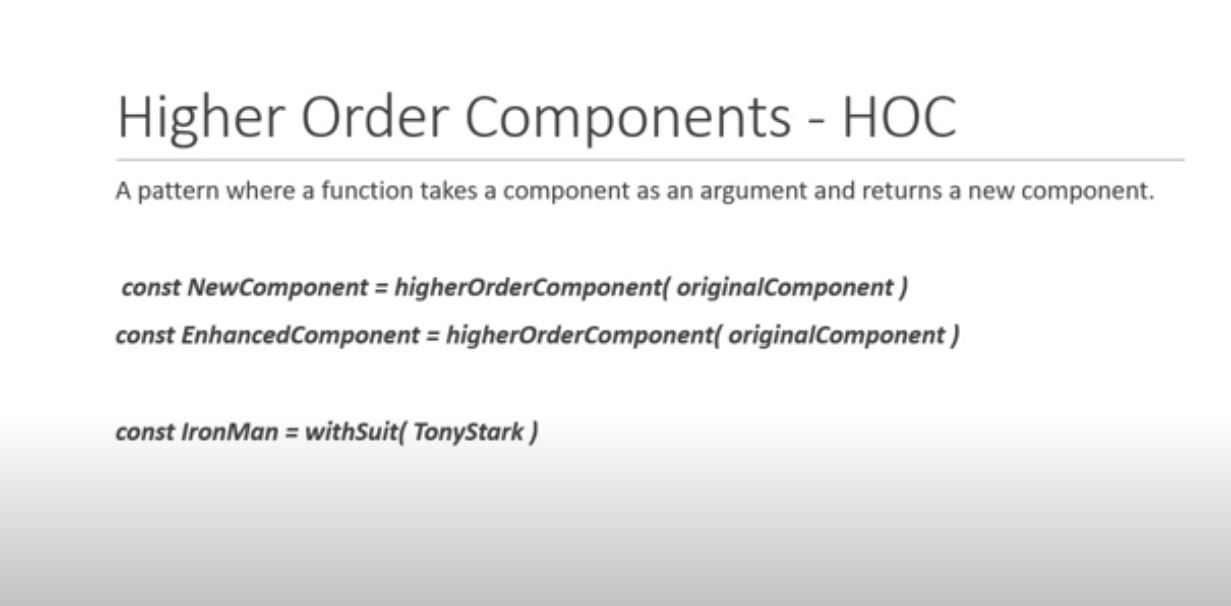 Higher Order Components - HOC
A pattern where a function takes a component as an argument and returns a new component.
const NewComponent = higherOrderComponent( originalComponent )
const EnhancedComponent = higherOrderComponent( originalComponent )
const IronMan = withSuit( TonyStark )